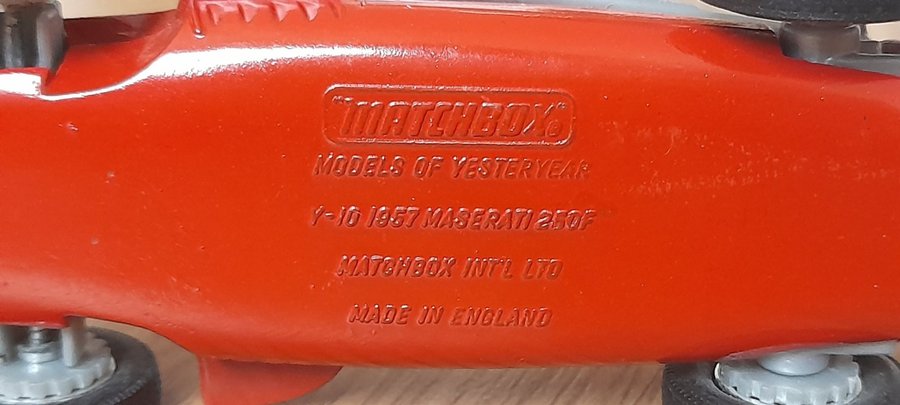 "MATCHBOX"®
MODELS OF YESTERYEAR
Y-10 1957 MASERATI 250F
MATCHBOX INT'L LTD
MADE IN ENGLAND